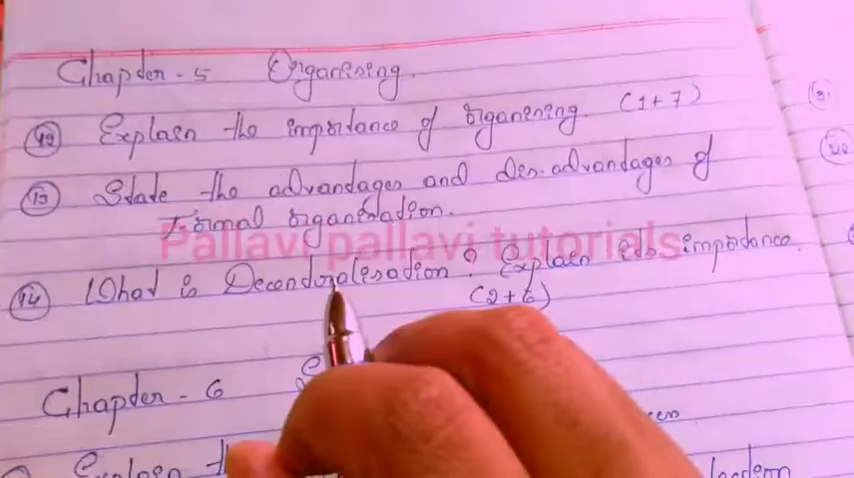 Chapter - 5 Organising.
12 Explain the importance of organising. (1+7)
13 State the advantages and dis-advantages of
Formal organisation.
Pallavi pallavi tutorials
14 What is Decentralisation? Explain its importance.
(2+6)
Chapter - 6
Explain